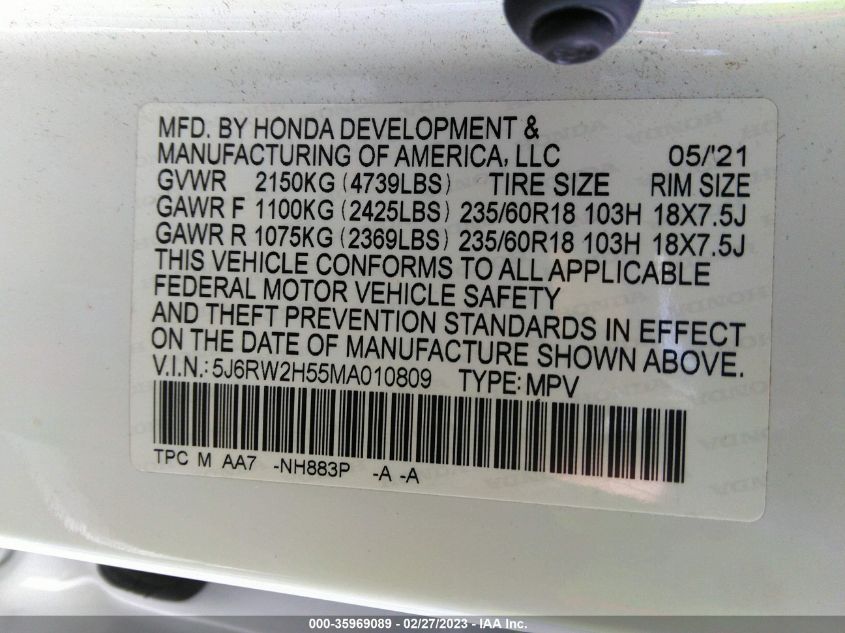 MFD. BY HONDA DEVELOPMENT &
MANUFACTURING OF AMERICA, LLC 05/'21
GVWR 2150KG (4739LBS) TIRE SIZE RIM SIZE
GAWR F 1100KG (2425LBS) 235/60R18 103H 18X7.5J
GAWR R 1075KG (2369LBS) 235/60R18 103H 18X7.5J
THIS VEHICLE CONFORMS TO ALL APPLICABLE
FEDERAL MOTOR VEHICLE SAFETY
AND THEFT PREVENTION STANDARDS IN EFFECT
ON THE DATE OF MANUFACTURE SHOWN ABOVE.
V.I.N.: 5J6RW2H55MA010809 TYPE: MPV
TPC M AA7 -NH883P -A -A
000-35969089 - 02/27/2023 - IAA Inc.